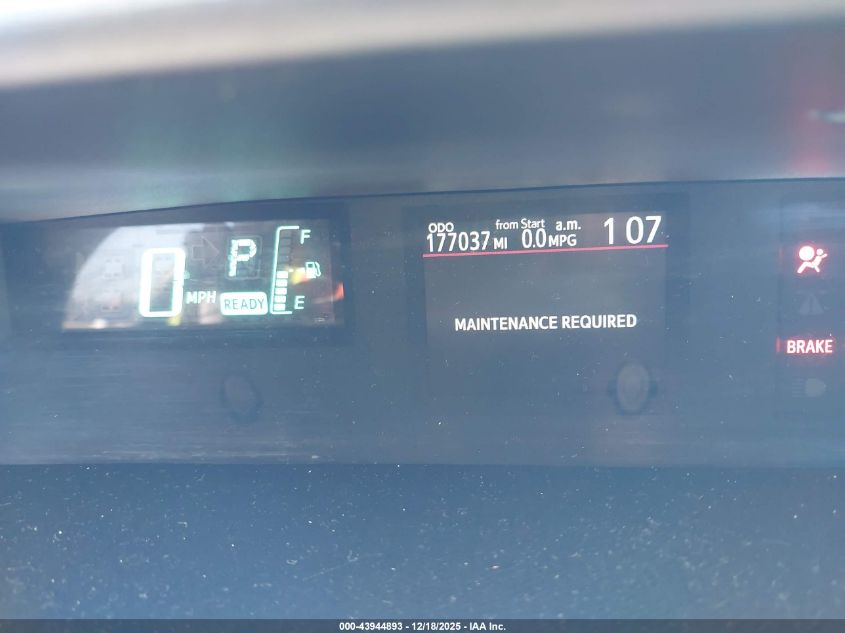 0 MPH
P
READY
F
E
ODO from Start a.m. 1 07
177037 MI 0.0 MPG
MAINTENANCE REQUIRED
BRAKE
000-43944893 - 12/18/2025 - IAA Inc.